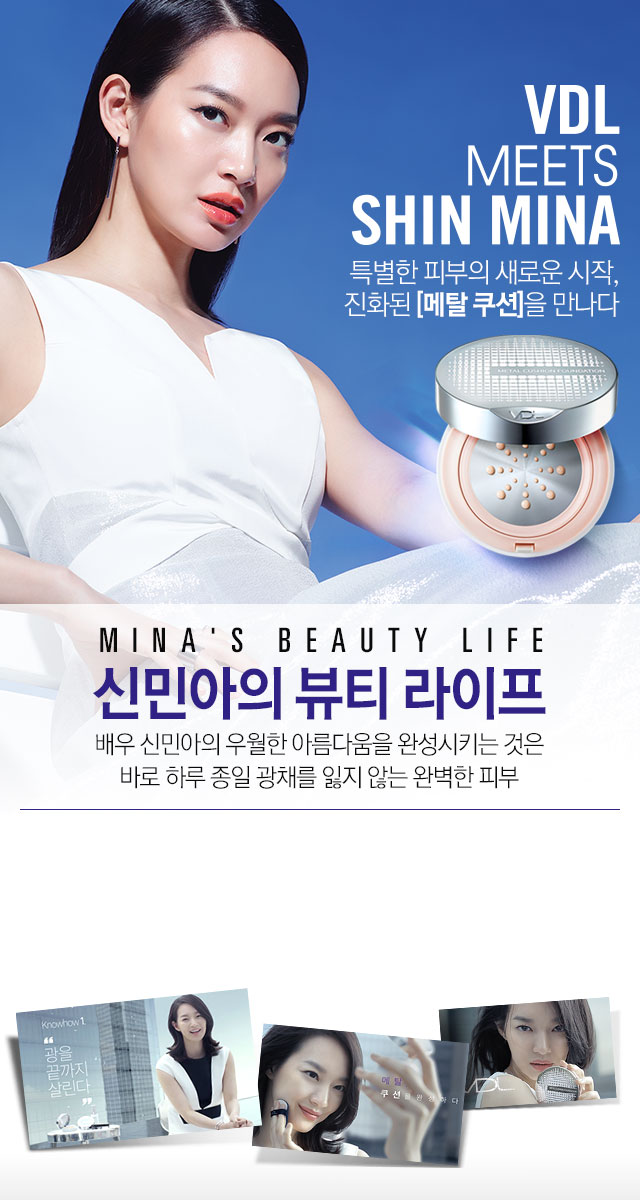 VDL
MEETS
SHIN MINA
특별한 피부의 새로운 시작,
진화된 [메탈 쿠션]을 만나다
METAL CUSHION FOUNDATION
VDL
MINA'S BEAUTY LIFE
신민아의 뷰티 라이프
배우 신민아의 우월한 아름다움을 완성시키는 것은
바로 하루 종일 광채를 잃지 않는 완벽한 피부
Knowhow 1.
“
광을
끝까지
살린다
”
메탈
쿠션을 완성하다
VDL